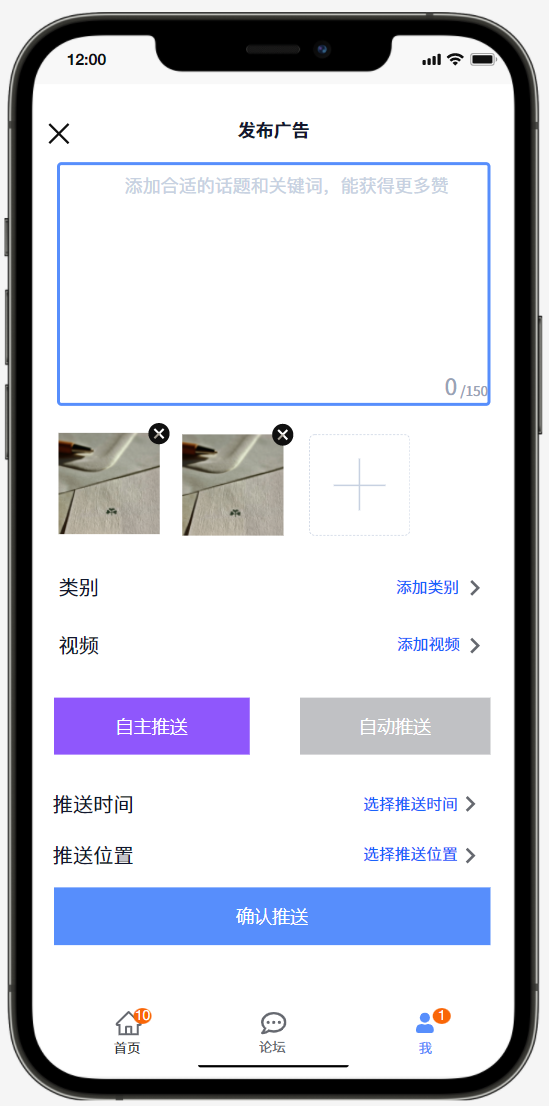 12:00
发布广告
添加合适的话题和关键词，能获得更多赞
0 /150
类别 添加类别
视频 添加视频
自主推送 自动推送
推送时间 选择推送时间
推送位置 选择推送位置
确认推送
10 1
首页 论坛 我